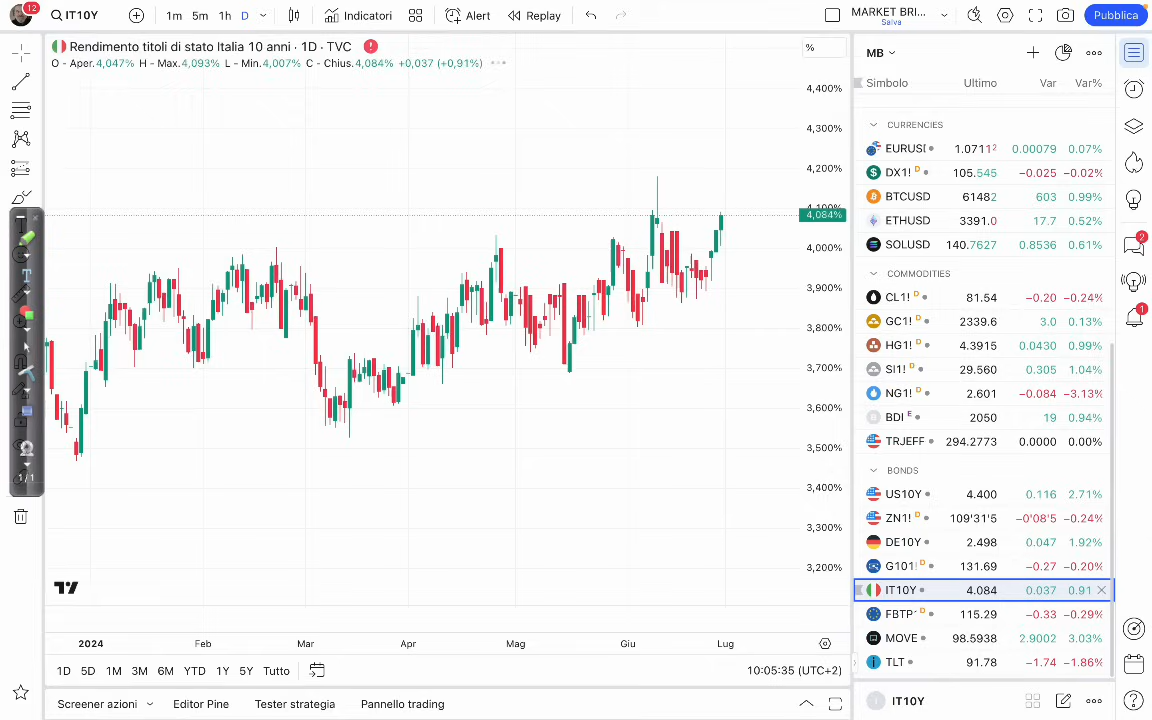 12
IT10Y
1m 5m 1h D
Indicatori
Alert
Replay
MARKET BRI...
Salva
Pubblica
Rendimento titoli di stato Italia 10 anni · 1D · TVC
O - Aper.4,047% H - Max.4,093% L - Min.4,007% C - Chius.4,084% +0,037 (+0,91%)
%
4,400%
4,300%
4,200%
4,100%
4,084%
4,000%
3,900%
3,800%
3,700%
3,600%
3,500%
3,400%
3,300%
3,200%
T
1/1
2024 Feb Mar Apr Mag Giu Lug
1D 5D 1M 3M 6M YTD 1Y 5Y Tutto
10:05:35 (UTC+2)
Screener azioni
Editor Pine
Tester strategia
Pannello trading
MB
Simbolo Ultimo Var Var%
CURRENCIES
EURUS 1.07112 0.00079 0.07%
DX1! D 105.545 −0.025 −0.02%
BTCUSD 61482 603 0.99%
ETHUSD 3391.0 17.7 0.52%
SOLUSD 140.7627 0.8536 0.61%
COMMODITIES
CL1! D 81.54 −0.20 −0.24%
GC1! D 2339.6 3.0 0.13%
HG1! D 4.3915 0.0430 0.99%
SI1! D 29.560 0.305 1.04%
NG1! D 2.601 −0.084 −3.13%
BDI E 2050 19 0.94%
TRJEFF 294.2773 0.0000 0.00%
BONDS
US10Y 4.400 0.116 2.71%
ZN1! D 109'31'5 −0'08'5 −0.24%
DE10Y 2.498 0.047 1.92%
G101 D 131.69 −0.27 −0.20%
IT10Y 4.084 0.037 0.91
FBTP D 115.29 −0.33 −0.29%
MOVE 98.5938 2.9002 3.03%
TLT 91.78 −1.74 −1.86%
IT10Y
2
1